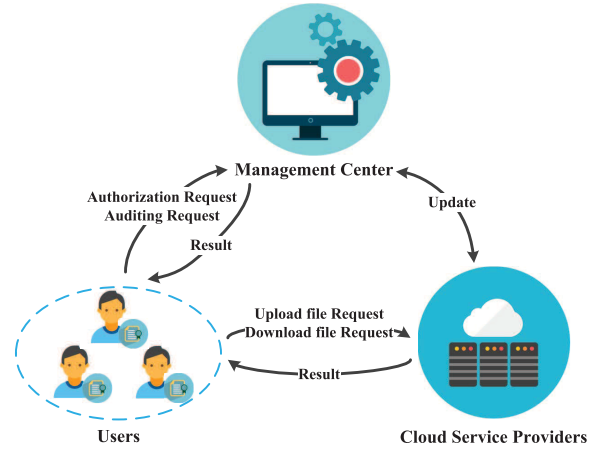 Management Center
Authorization Request
Auditing Request
Result
Update
Upload file Request
Download file Request
Result
Users
Cloud Service Providers